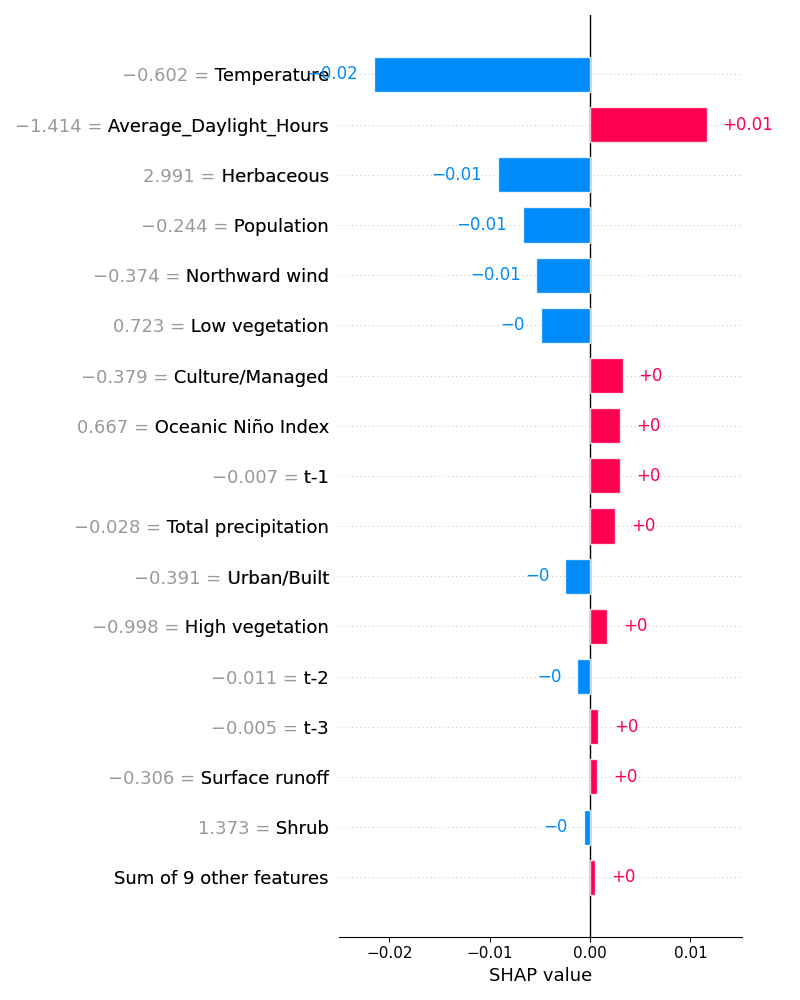 −0.602 = Temperature −0.02
−1.414 = Average_Daylight_Hours +0.01
2.991 = Herbaceous −0.01
−0.244 = Population −0.01
−0.374 = Northward wind −0.01
0.723 = Low vegetation −0
−0.379 = Culture/Managed +0
0.667 = Oceanic Niño Index +0
−0.007 = t-1 +0
−0.028 = Total precipitation +0
−0.391 = Urban/Built −0
−0.998 = High vegetation +0
−0.011 = t-2 −0
−0.005 = t-3 +0
−0.306 = Surface runoff +0
1.373 = Shrub −0
Sum of 9 other features +0
−0.02 −0.01 0.00 0.01
SHAP value